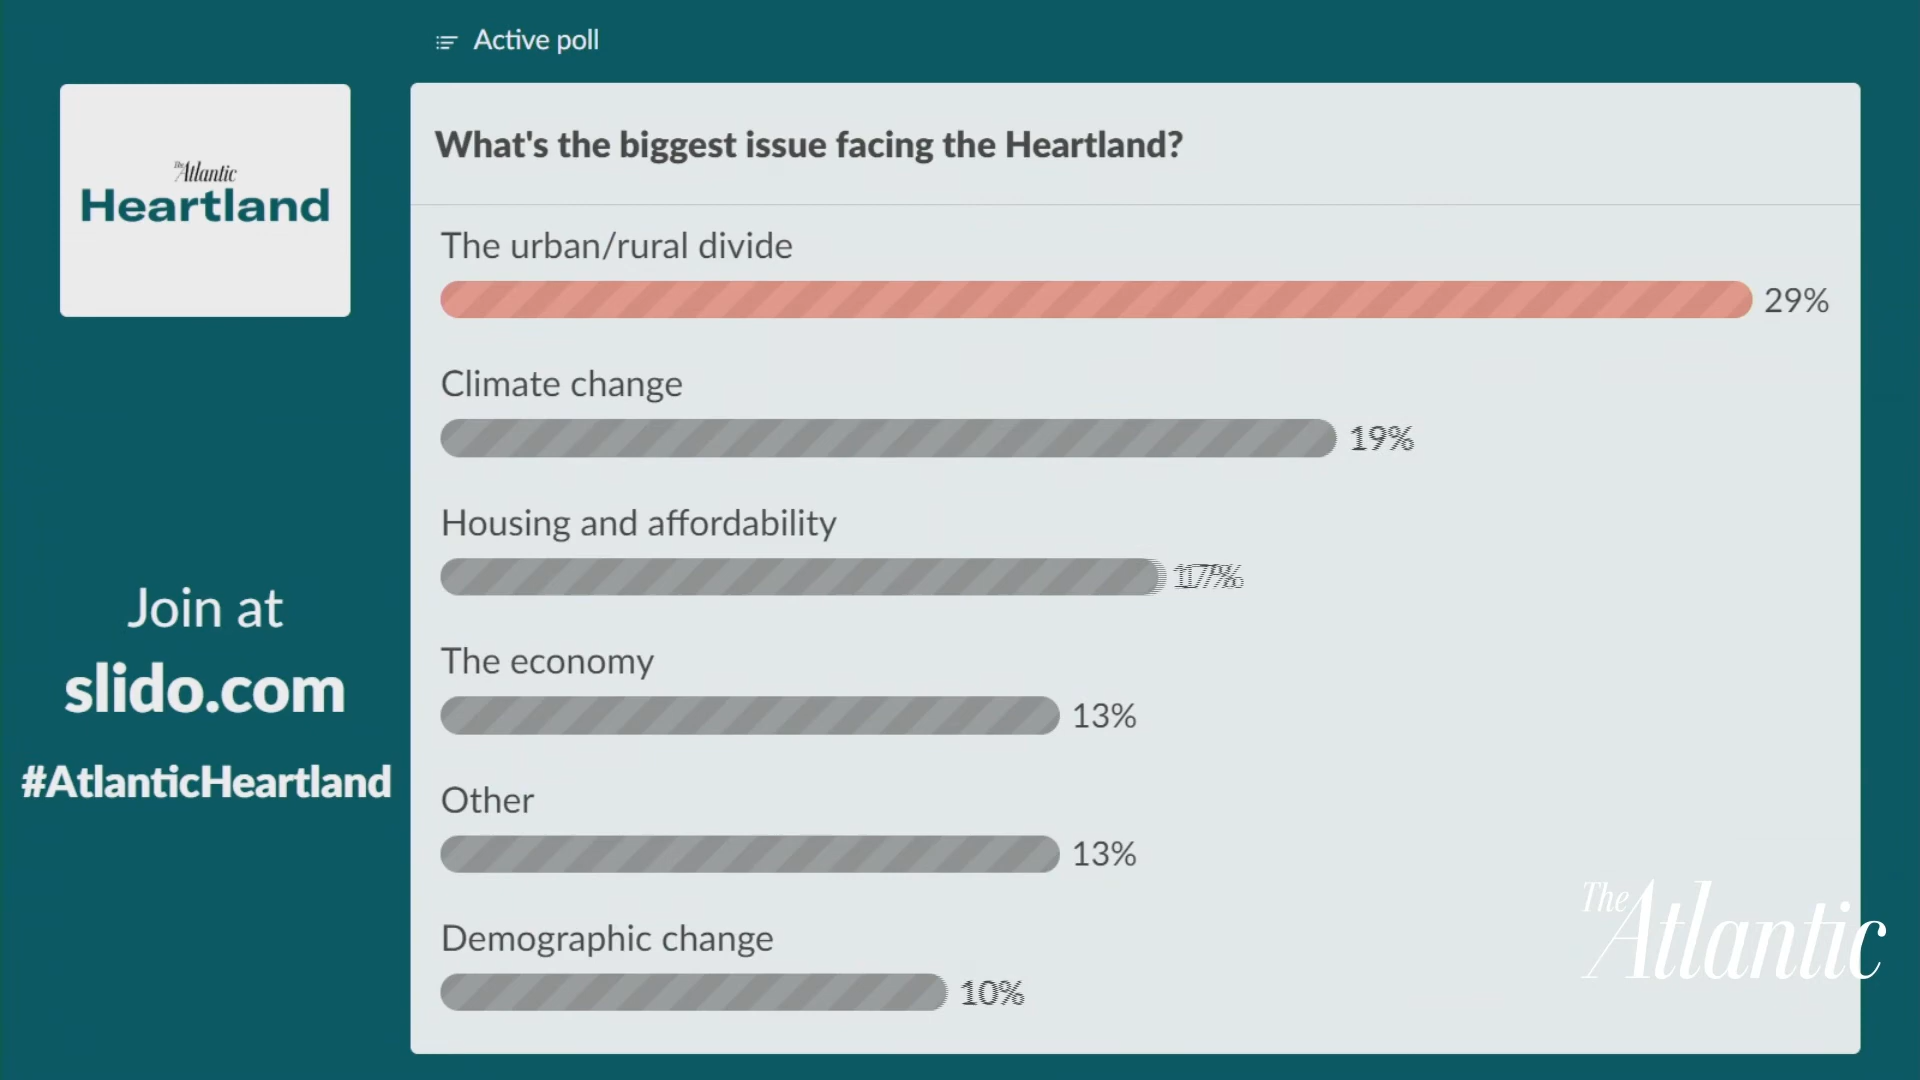 Active poll
The Atlantic
Heartland
What's the biggest issue facing the Heartland?
The urban/rural divide
29%
Climate change
19%
Housing and affordability
17%
The economy
13%
Other
13%
Demographic change
10%
Join at
slido.com
#AtlanticHeartland
The Atlantic